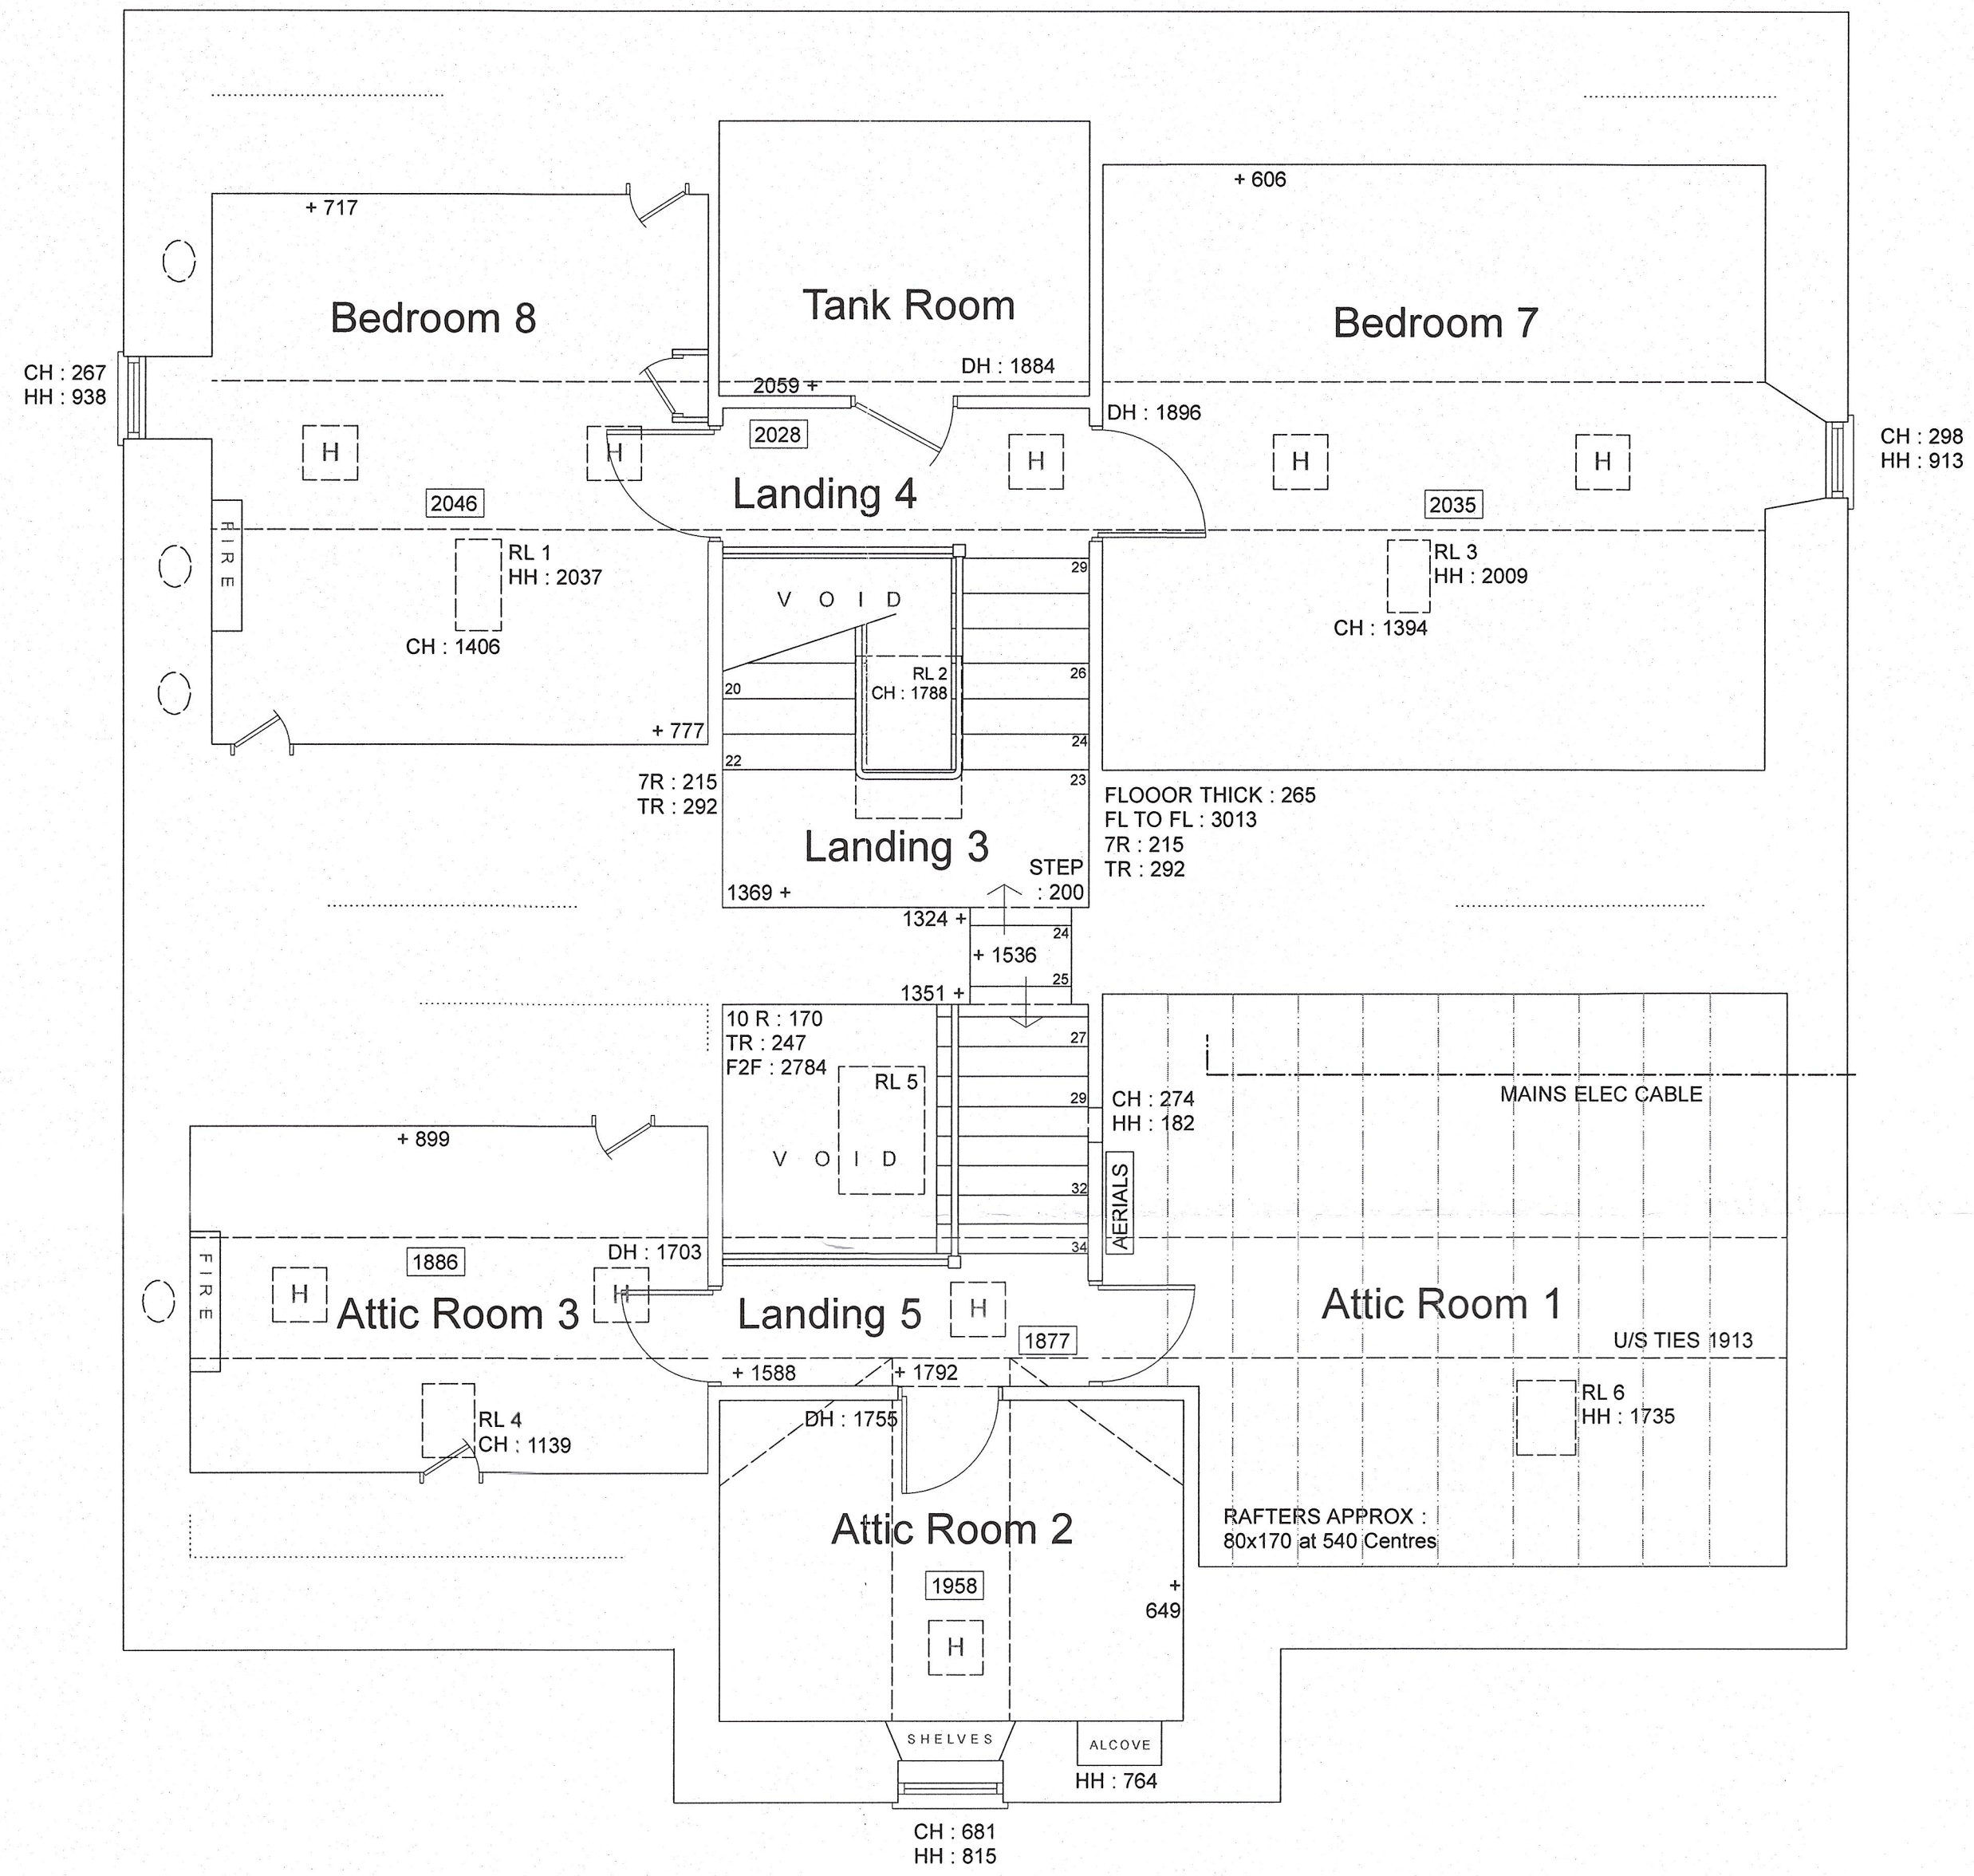 + 606
+ 717
Bedroom 8
Tank Room
Bedroom 7
CH : 267
HH : 938
DH : 1884
2059 +
DH : 1896
2028
CH : 298
HH : 913
H
H
H
H
H
Landing 4
2046
2035
FIRE
RL 1
HH : 2037
CH : 1406
VOID
29
RL 3
HH : 2009
CH : 1394
20
RL 2
CH : 1788
26
+ 777
24
22
23
7R : 215
TR : 292
FLOOOR THICK : 265
FL TO FL : 3013
7R : 215
TR : 292
Landing 3
STEP
: 200
1369 +
1324 +
24
+ 1536
25
1351 +
10 R : 170
TR : 247
F2F : 2784
27
RL 5
29
CH : 274
HH : 182
MAINS ELEC CABLE
+ 899
VOID
32
AERIALS
34
FIRE
1886
DH : 1703
H
H
H
Attic Room 3
Landing 5
1877
Attic Room 1
U/S TIES 1913
+ 1588
+ 1792
RL 4
CH : 1139
DH : 1755
RL 6
HH : 1735
Attic Room 2
RAFTERS APPROX :
80x170 at 540 Centres
1958
+
649
H
SHELVES
ALCOVE
HH : 764
CH : 681
HH : 815